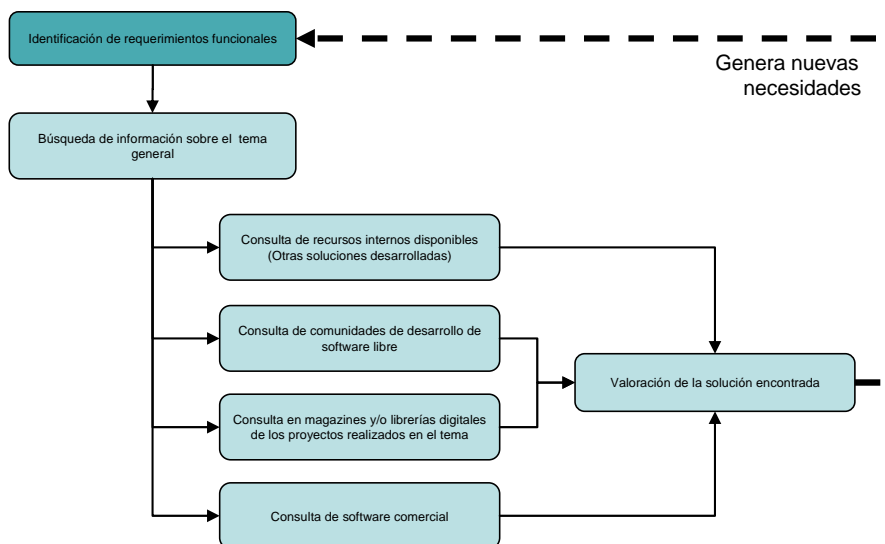 Identificación de requerimientos funcionales
Genera nuevas
necesidades
Búsqueda de información sobre el tema
general
Consulta de recursos internos disponibles
(Otras soluciones desarrolladas)
Consulta de comunidades de desarrollo de
software libre
Valoración de la solución encontrada
Consulta en magazines y/o librerías digitales
de los proyectos realizados en el tema
Consulta de software comercial